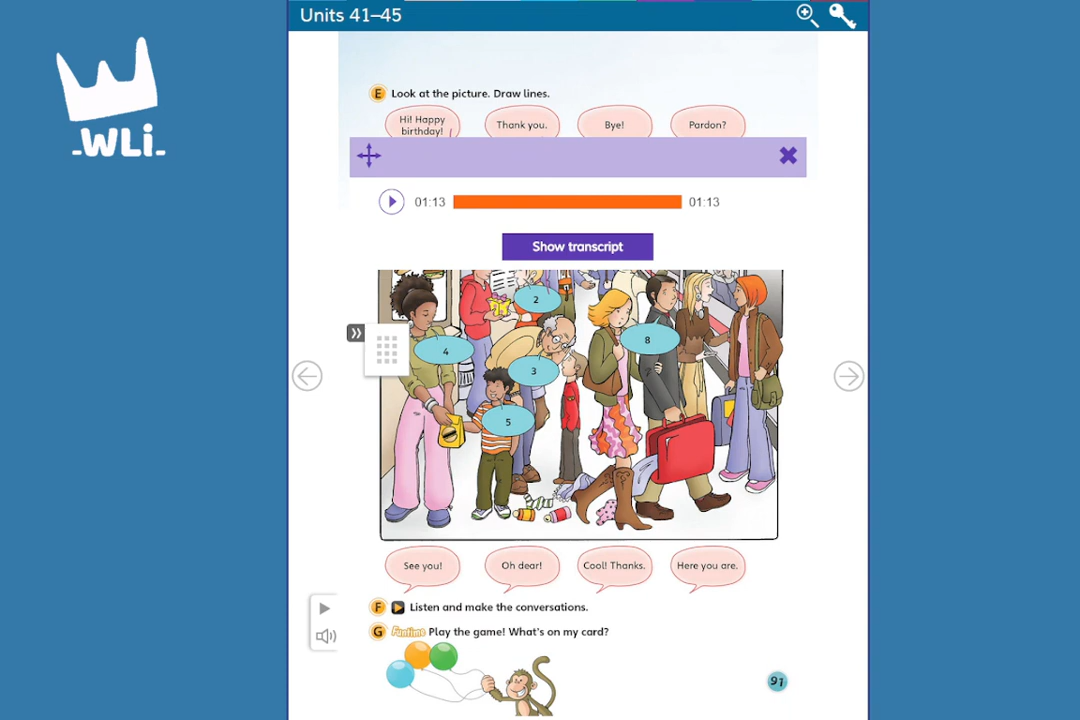 Units 41–45
-WLi-
E Look at the picture. Draw lines.
Hi! Happy
birthday!
Thank you.
Bye!
Pardon?
01:13
01:13
Show transcript
2
8
4
3
5
See you!
Oh dear!
Cool! Thanks.
Here you are.
F Listen and make the conversations.
G Funtime Play the game! What's on my card?
91